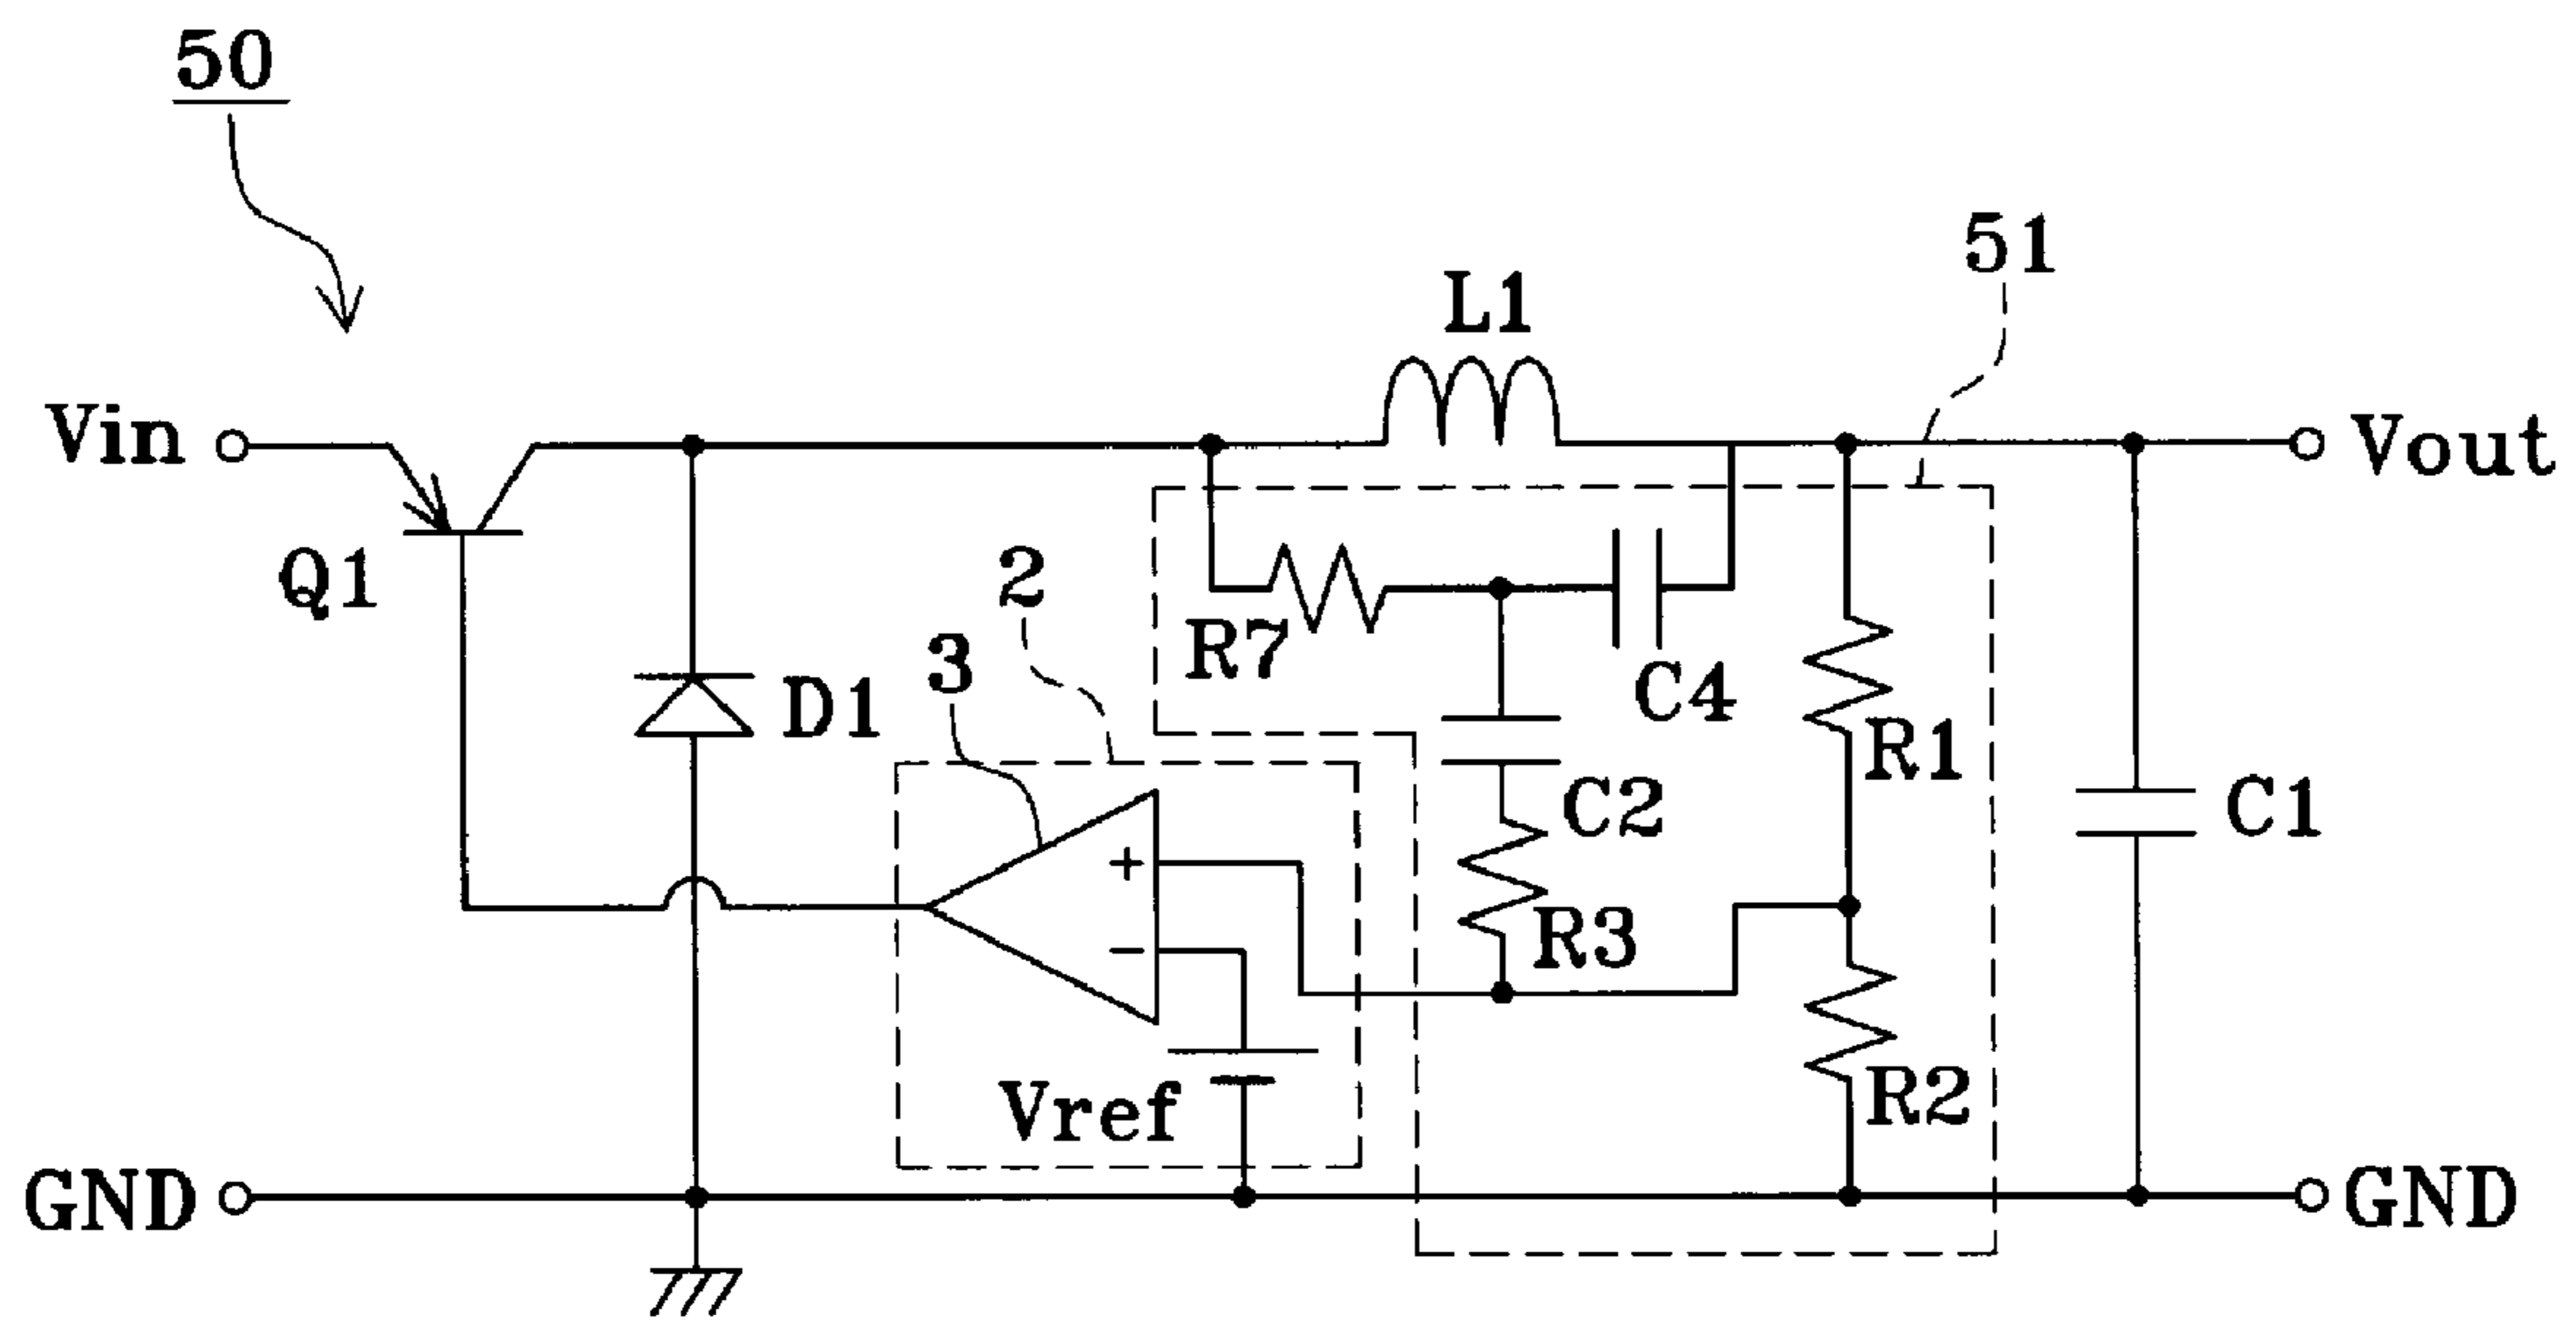 50
51
L1
Vin
Vout
Q1
2
R7
3
C4
D1
R1
C2
C1
+
R3
−
Vref
R2
GND
GND